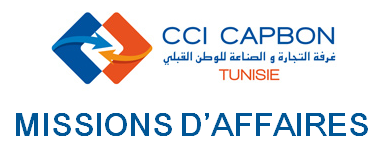 CCI CAPBON
غرفة التجارة و الصناعة للوطن القبلي
TUNISIE
MISSIONS D'AFFAIRES